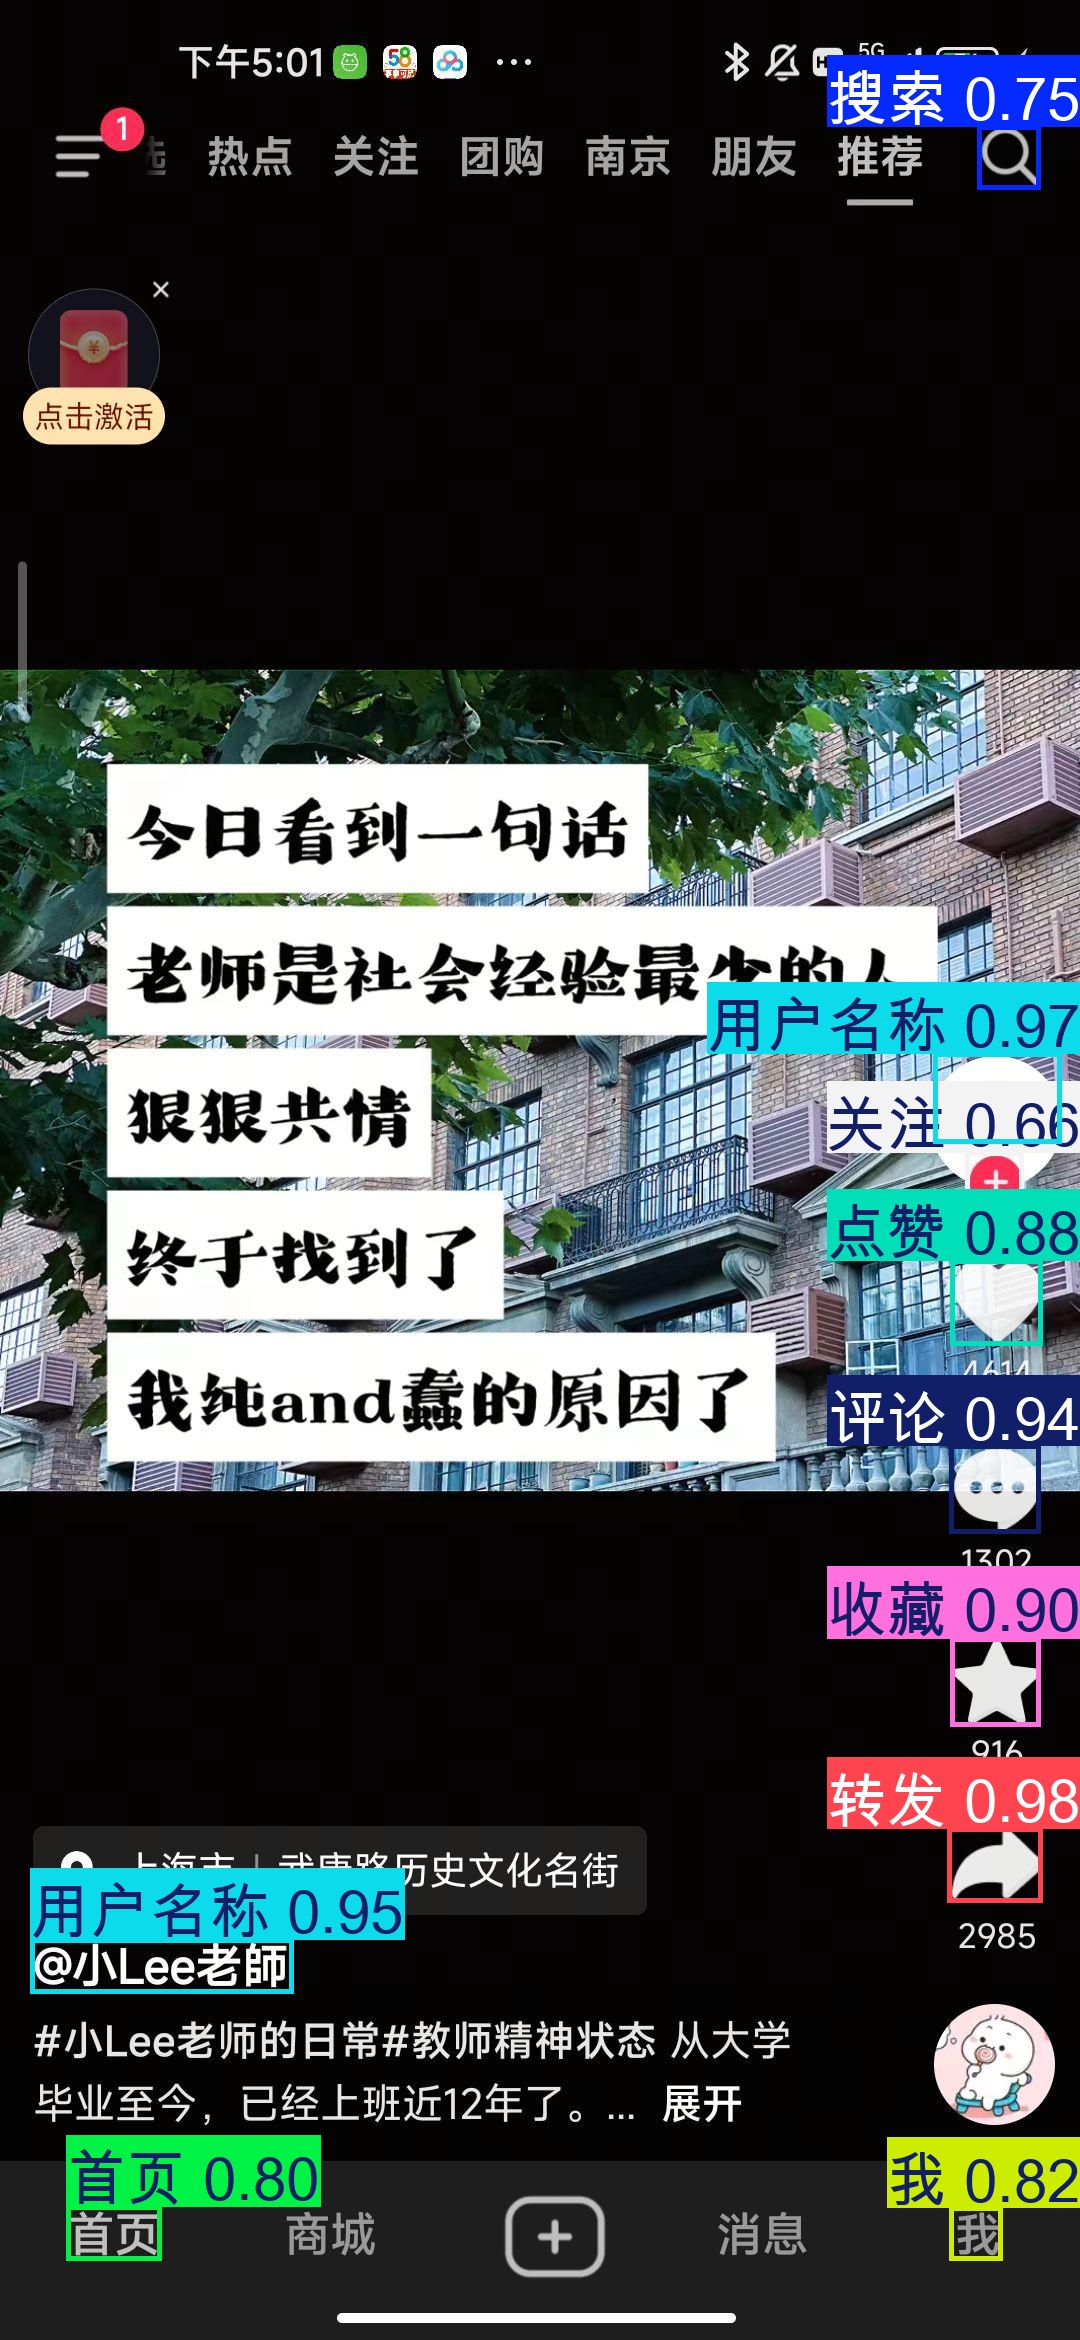 下午5:01
58
···
5G
搜索 0.75
1
热点 关注 团购 南京 朋友 推荐
点击激活
今日看到一句话
老师是社会经验最少的人
用户名称 0.97
狠狠共情
关注 0.66
终于找到了
点赞 0.88
4614
我纯and蠢的原因了
评论 0.94
1302
收藏 0.90
916
转发 0.98
上海市 | 武康路历史文化名街
用户名称 0.95
2985
@小Lee老師
#小Lee老师的日常#教师精神状态 从大学
毕业至今，已经上班近12年了。... 展开
首页 0.80
我 0.82
首页 商城 消息 我